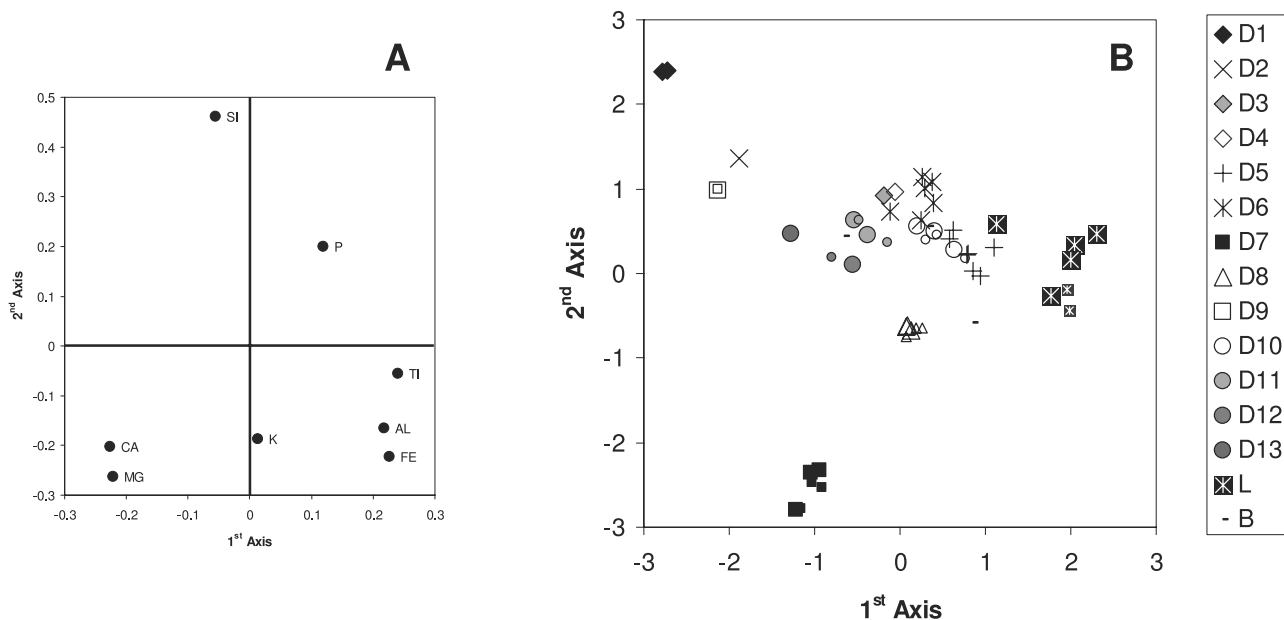 A
0.5
0.4
0.3
0.2
0.1
0
-0.1
-0.2
-0.3
2nd Axis
SI
P
TI
AL
FE
K
CA
MG
-0.3 -0.2 -0.1 0 0.1 0.2 0.3
1st Axis
B
3
2
1
0
-1
-2
-3
2nd Axis
-3 -2 -1 0 1 2 3
1st Axis
D1
D2
D3
D4
D5
D6
D7
D8
D9
D10
D11
D12
D13
L
B